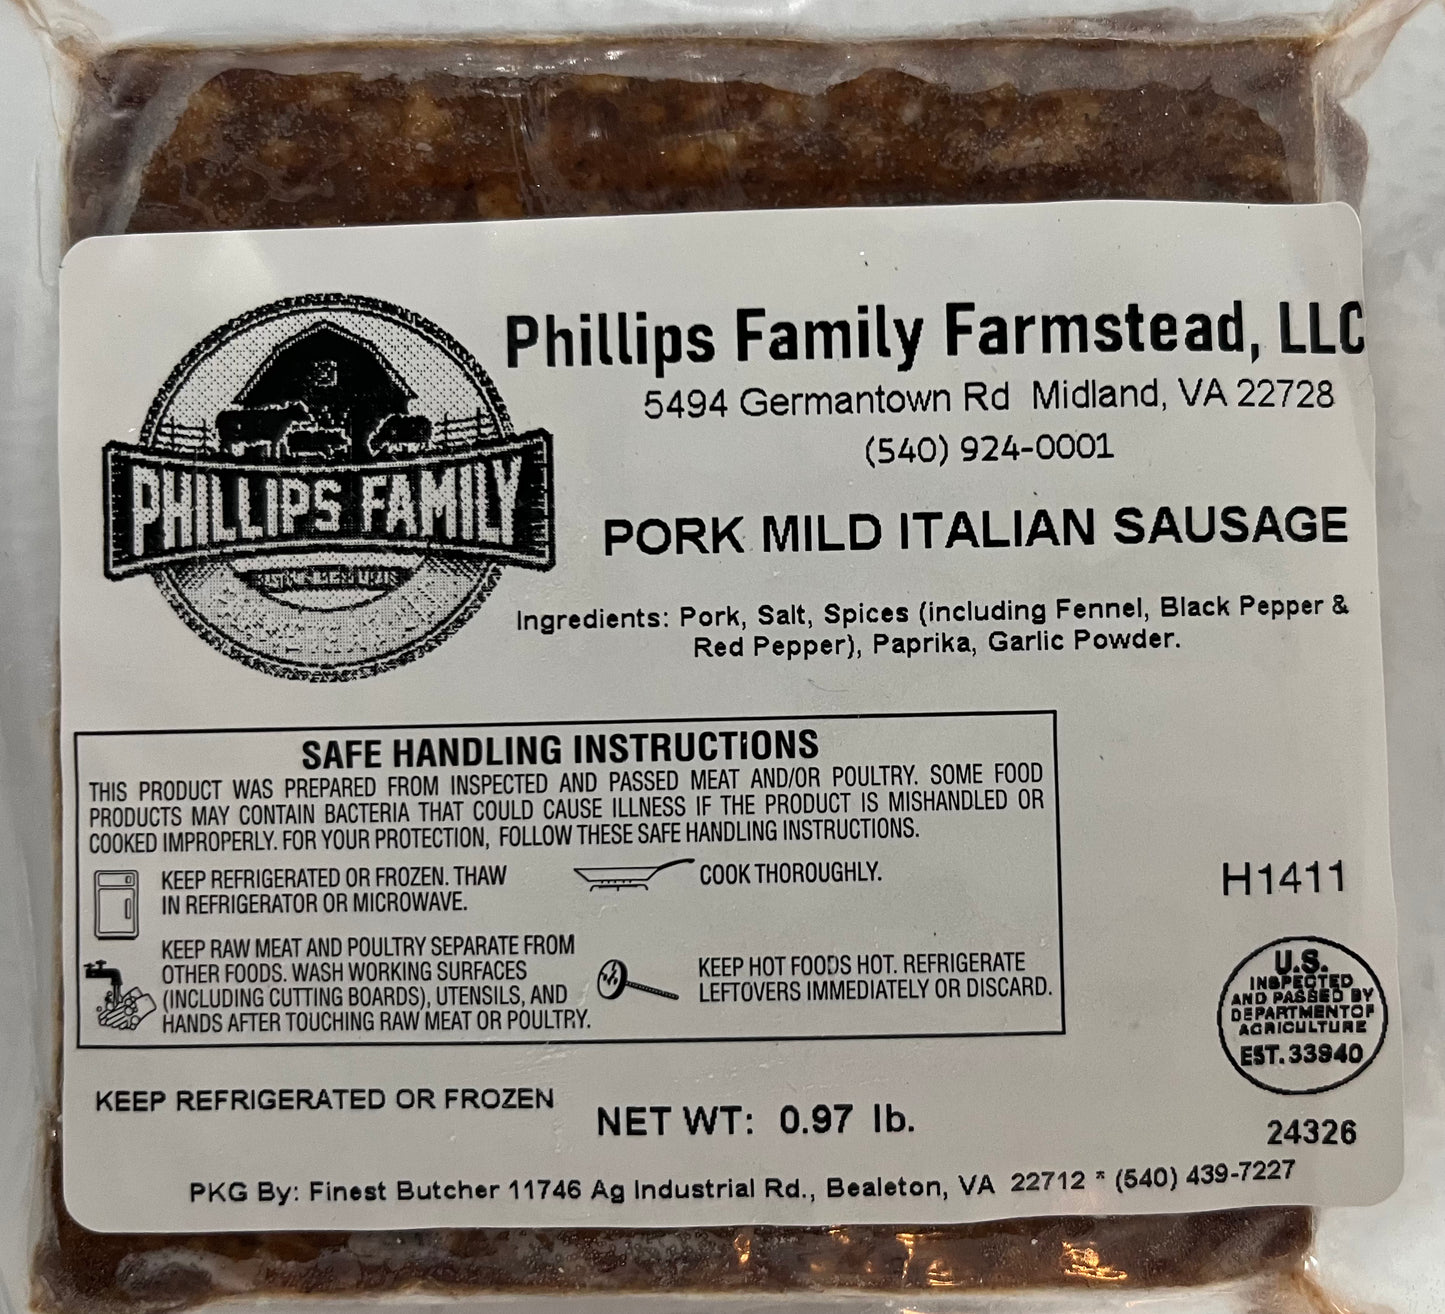 Phillips Family Farmstead, LLC
5494 Germantown Rd Midland, VA 22728
(540) 924-0001
PHILLIPS FAMILY
PORK MILD ITALIAN SAUSAGE
Ingredients: Pork, Salt, Spices (including Fennel, Black Pepper &
Red Pepper), Paprika, Garlic Powder.
SAFE HANDLING INSTRUCTIONS
THIS PRODUCT WAS PREPARED FROM INSPECTED AND PASSED MEAT AND/OR POULTRY. SOME FOOD
PRODUCTS MAY CONTAIN BACTERIA THAT COULD CAUSE ILLNESS IF THE PRODUCT IS MISHANDLED OR
COOKED IMPROPERLY. FOR YOUR PROTECTION, FOLLOW THESE SAFE HANDLING INSTRUCTIONS.
KEEP REFRIGERATED OR FROZEN. THAW
IN REFRIGERATOR OR MICROWAVE.
COOK THOROUGHLY.
KEEP RAW MEAT AND POULTRY SEPARATE FROM
OTHER FOODS. WASH WORKING SURFACES
(INCLUDING CUTTING BOARDS), UTENSILS, AND
HANDS AFTER TOUCHING RAW MEAT OR POULTRY.
KEEP HOT FOODS HOT. REFRIGERATE
LEFTOVERS IMMEDIATELY OR DISCARD.
H1411
U.S.
INSPECTED
AND PASSED BY
DEPARTMENTOF
AGRICULTURE
EST. 33940
KEEP REFRIGERATED OR FROZEN
NET WT: 0.97 lb.
24326
PKG By: Finest Butcher 11746 Ag Industrial Rd., Bealeton, VA 22712 * (540) 439-7227